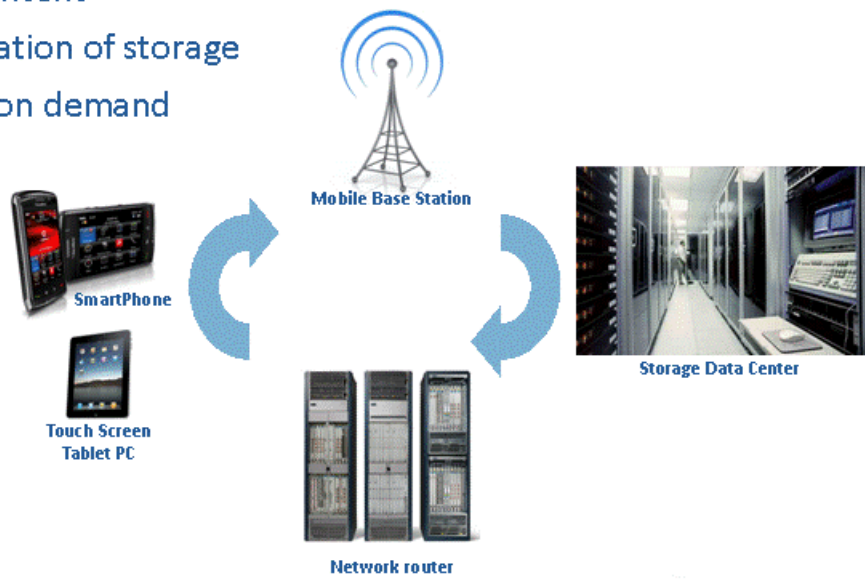 ation of storage
on demand
Mobile Base Station
SmartPhone
Storage Data Center
Touch Screen
Tablet PC
Network router